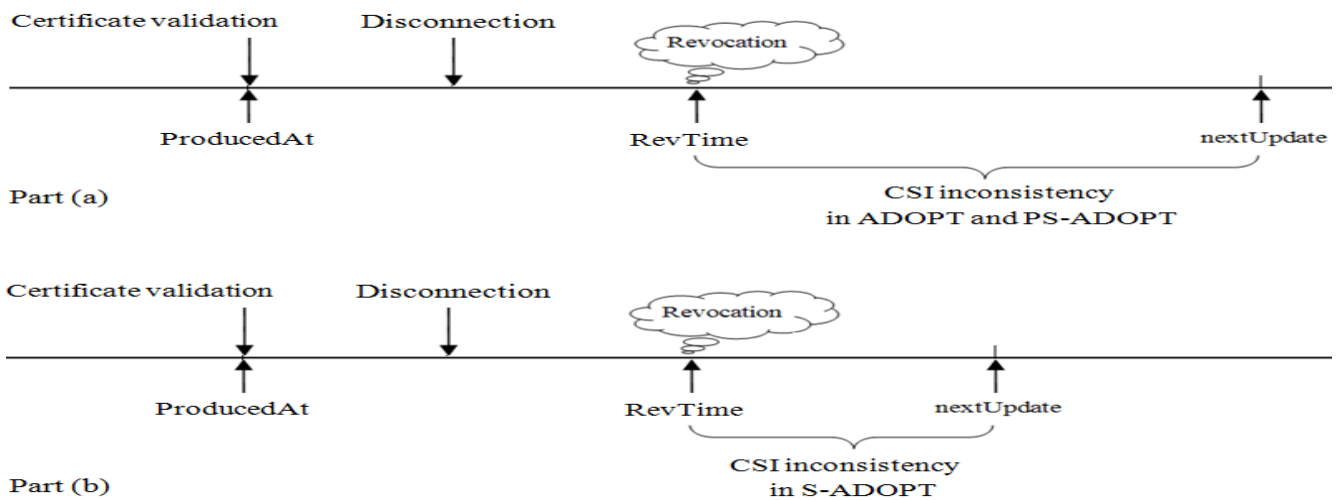 Certificate validation
Disconnection
Revocation
ProducedAt
RevTime
nextUpdate
CSI inconsistency
in ADOPT and PS-ADOPT
Part (a)
Certificate validation
Disconnection
Revocation
ProducedAt
RevTime
nextUpdate
CSI inconsistency
in S-ADOPT
Part (b)